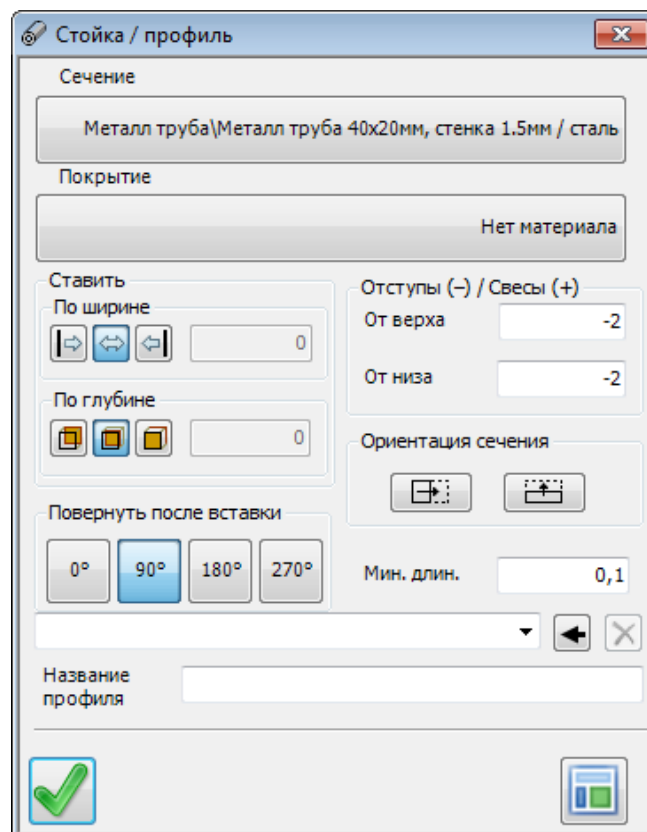 Стойка / профиль
Сечение
Металл труба\Металл труба 40х20мм, стенка 1.5мм / сталь
Покрытие
Нет материала
Ставить
По ширине
0
По глубине
0
Отступы (–) / Свесы (+)
От верха
-2
От низа
-2
Ориентация сечения
Повернуть после вставки
0° 90° 180° 270°
Мин. длин.
0,1
Название
профиля